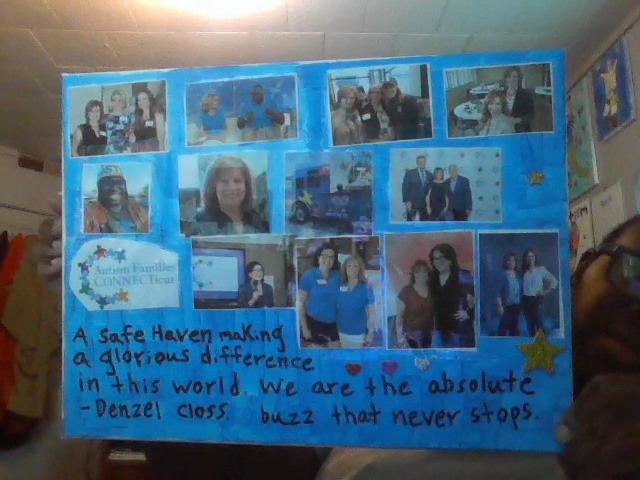 Autism Families
CONNECTicut
A safe Haven making
a glorious difference
in this world. We are the absolute
-Denzel Closs. buzz that never stops.